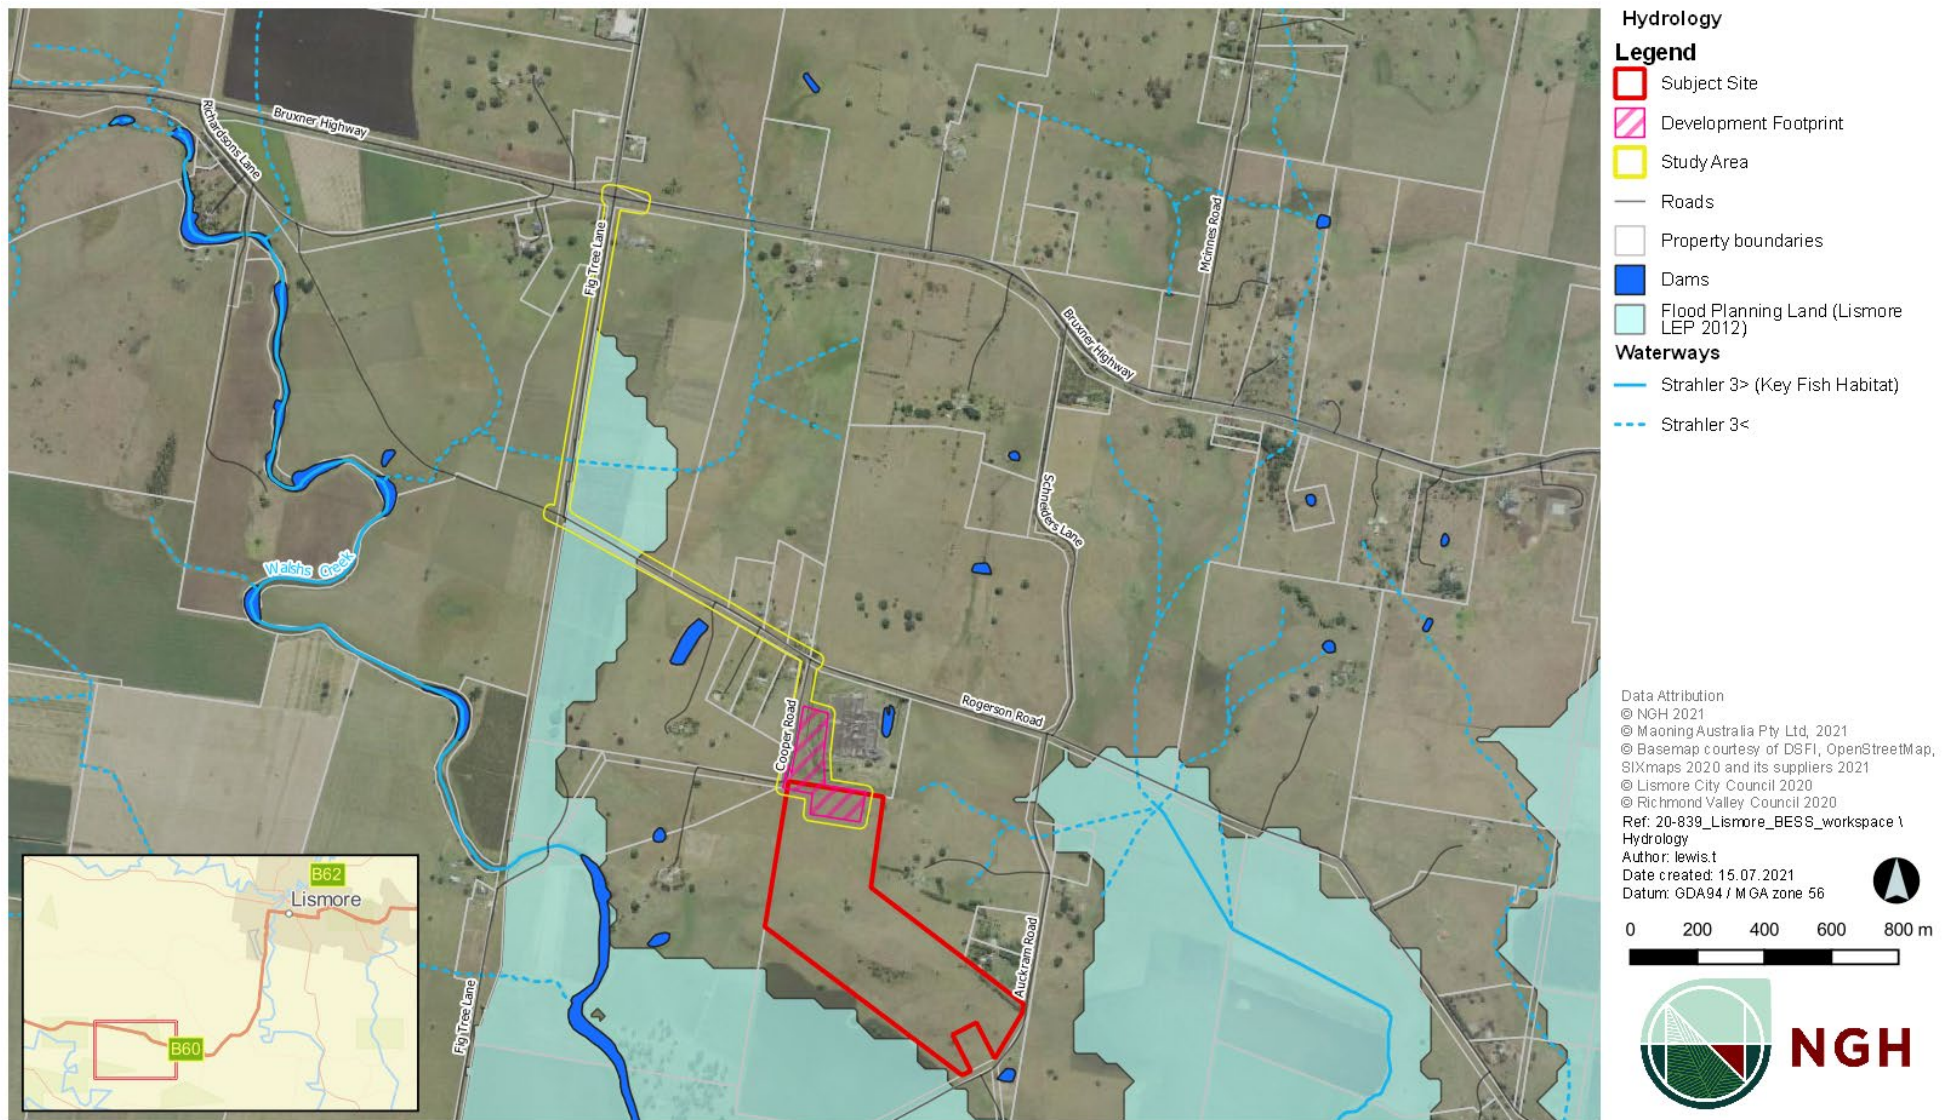 Hydrology
Legend
Subject Site
Development Footprint
Study Area
Roads
Property boundaries
Dams
Flood Planning Land (Lismore
LEP 2012)
Waterways
Strahler 3> (Key Fish Habitat)
Strahler 3<
Data Attribution
© NGH 2021
© Maoning Australia Pty Ltd, 2021
© Basemap courtesy of DSFI, OpenStreetMap,
SIXmaps 2020 and its suppliers 2021
© Lismore City Council 2020
© Richmond Valley Council 2020
Ref: 20-839_Lismore_BESS_workspace \
Hydrology
Author: lewis.t
Date created: 15.07.2021
Datum: GDA94 / MGA zone 56
0 200 400 600 800 m
NGH
Richardsons Lane
Bruxner Highway
Fig Tree Lane
McInnes Road
Bruxner Highway
Schneiders Lane
Walshs Creek
Cooper Road
Rogerson Road
Auckram Road
Fig Tree Lane
B62
Lismore
B60